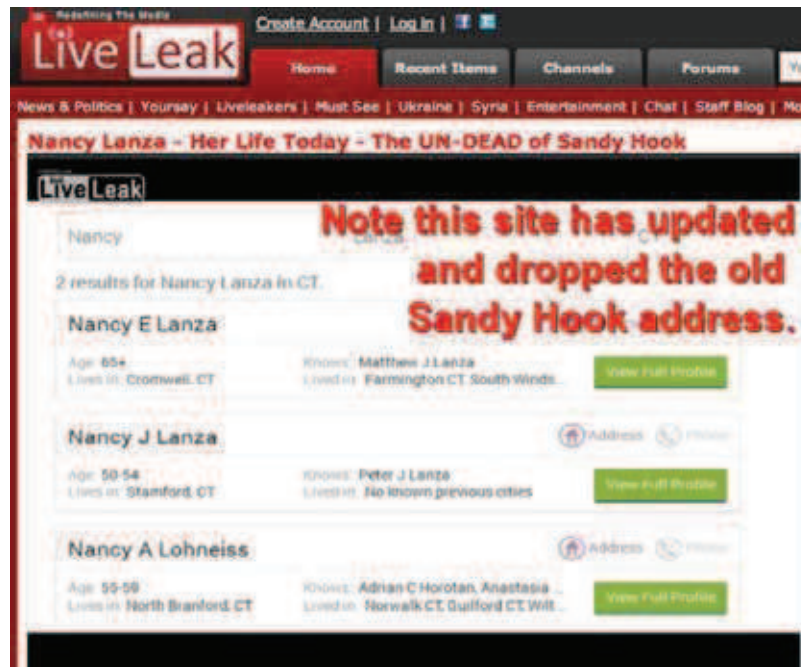 Redefining The Media
Live Leak
Create Account | Log In |
Home Recent Items Channels Forums
News & Politics | Yoursay | Liveleakers | Must See | Ukraine | Syria | Entertainment | Chat | Staff Blog | Mo
Nancy Lanza - Her Life Today - The UN-DEAD of Sandy Hook
Live Leak
Note this site has updated
and dropped the old
Sandy Hook address.
Nancy
2 results for Nancy Lanza in CT.
Nancy E Lanza
Age: 65+ Knows: Matthew J Lanza
Lives in: Cromwell, CT Lived in: Farmington CT South Winds...
View Full Profile
Nancy J Lanza Address Phone
Age: 50-54 Knows: Peter J Lanza
Lives in: Stamford, CT Lived in: No known previous cities
View Full Profile
Nancy A Lohneiss Address Phone
Age: 55-59 Knows: Adrian C Horotan, Anastasia ...
Lives in: North Branford, CT Lived in: Norwalk CT, Guilford CT, Wilt...
View Full Profile